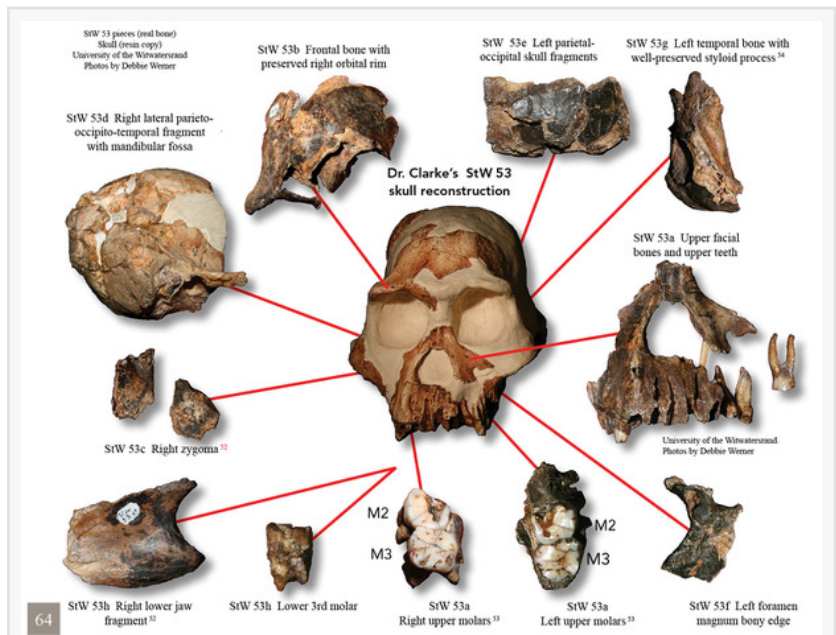 StW 53 pieces (real bone)
Skull (resin copy)
University of the Witwatersrand
Photos by Debbie Werner
StW 53b Frontal bone with
preserved right orbital rim
StW 53e Left parietal-
occipital skull fragments
StW 53g Left temporal bone with
well-preserved styloid process 34
StW 53d Right lateral parieto-
occipito-temporal fragment
with mandibular fossa
Dr. Clarke's StW 53
skull reconstruction
StW 53a Upper facial
bones and upper teeth
StW 53c Right zygoma 32
University of the Witwatersrand.
Photos by Debbie Werner
M2
M3
M2
M3
StW 53h Right lower jaw
fragment 32
StW 53h Lower 3rd molar
StW 53a
Right upper molars 33
StW 53a
Left upper molars 33
StW 53f Left foramen
magnum bony edge
64